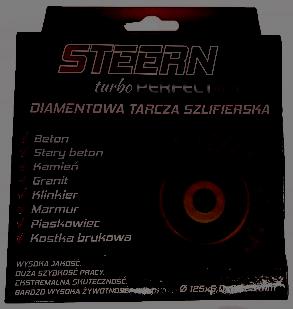 STEERN
turbo PERFECT
DIAMENTOWA TARCZA SZLIFIERSKA
Beton
Stary beton
Kamień
Granit
Klinkier
Marmur
Piaskowiec
Kostka brukowa
WYSOKA JAKOŚĆ.
DUŻA SZYBKOŚĆ PRACY.
EKSTREMALNA SKUTECZNOŚĆ.
BARDZO WYSOKA ŻYWOTNOŚĆ